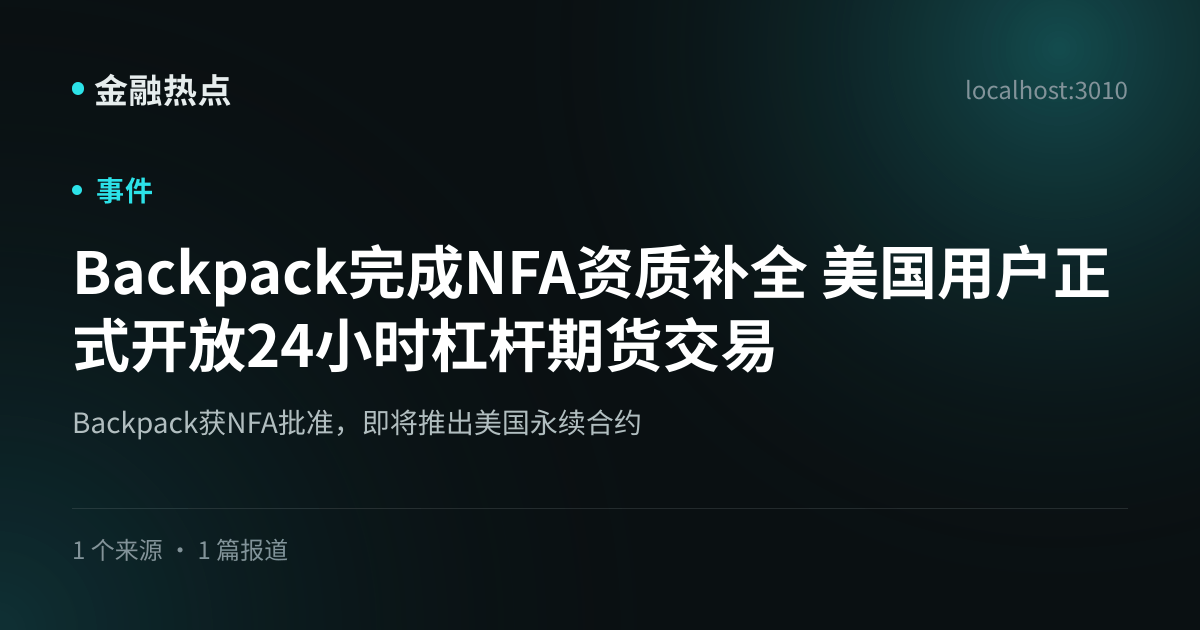 金融热点
localhost:3010
事件
Backpack完成NFA资质补全 美国用户正
式开放24小时杠杆期货交易
Backpack获NFA批准，即将推出美国永续合约
1 个来源 · 1 篇报道